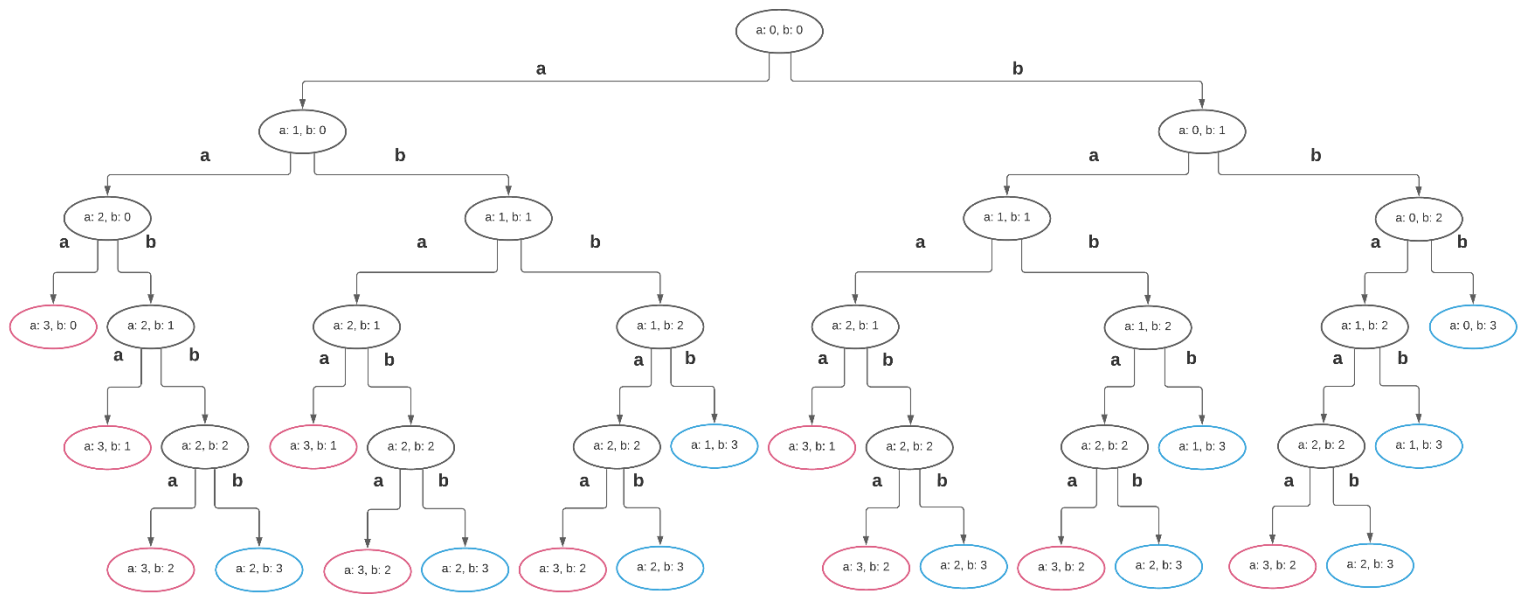 a: 0, b: 0
a b
a: 1, b: 0 a: 0, b: 1
a b a b
a: 2, b: 0 a: 1, b: 1 a: 1, b: 1 a: 0, b: 2
a b a b a b a b
a: 3, b: 0 a: 2, b: 1 a: 2, b: 1 a: 1, b: 2 a: 2, b: 1 a: 1, b: 2 a: 1, b: 2 a: 0, b: 3
a b a b a b a b a b a b
a: 3, b: 1 a: 2, b: 2 a: 3, b: 1 a: 2, b: 2 a: 2, b: 2 a: 1, b: 3 a: 3, b: 1 a: 2, b: 2 a: 2, b: 2 a: 1, b: 3 a: 2, b: 2 a: 1, b: 3
a b a b a b a b a b a b
a: 3, b: 2 a: 2, b: 3 a: 3, b: 2 a: 2, b: 3 a: 3, b: 2 a: 2, b: 3 a: 3, b: 2 a: 2, b: 3 a: 3, b: 2 a: 2, b: 3 a: 3, b: 2 a: 2, b: 3